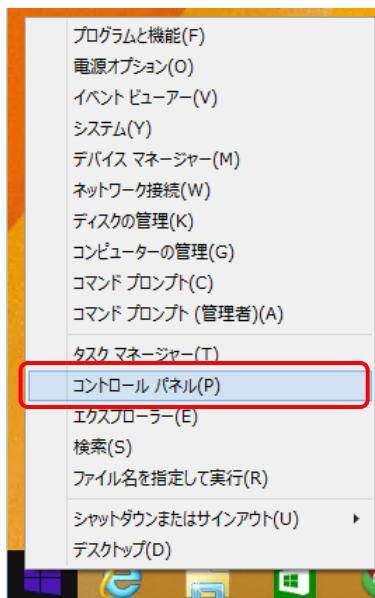 プログラムと機能(F)
電源オプション(O)
イベント ビューアー(V)
システム(Y)
デバイス マネージャー(M)
ネットワーク接続(W)
ディスクの管理(K)
コンピューターの管理(G)
コマンド プロンプト(C)
コマンド プロンプト (管理者)(A)
タスク マネージャー(T)
コントロール パネル(P)
エクスプローラー(E)
検索(S)
ファイル名を指定して実行(R)
シャットダウンまたはサインアウト(U)
デスクトップ(D)